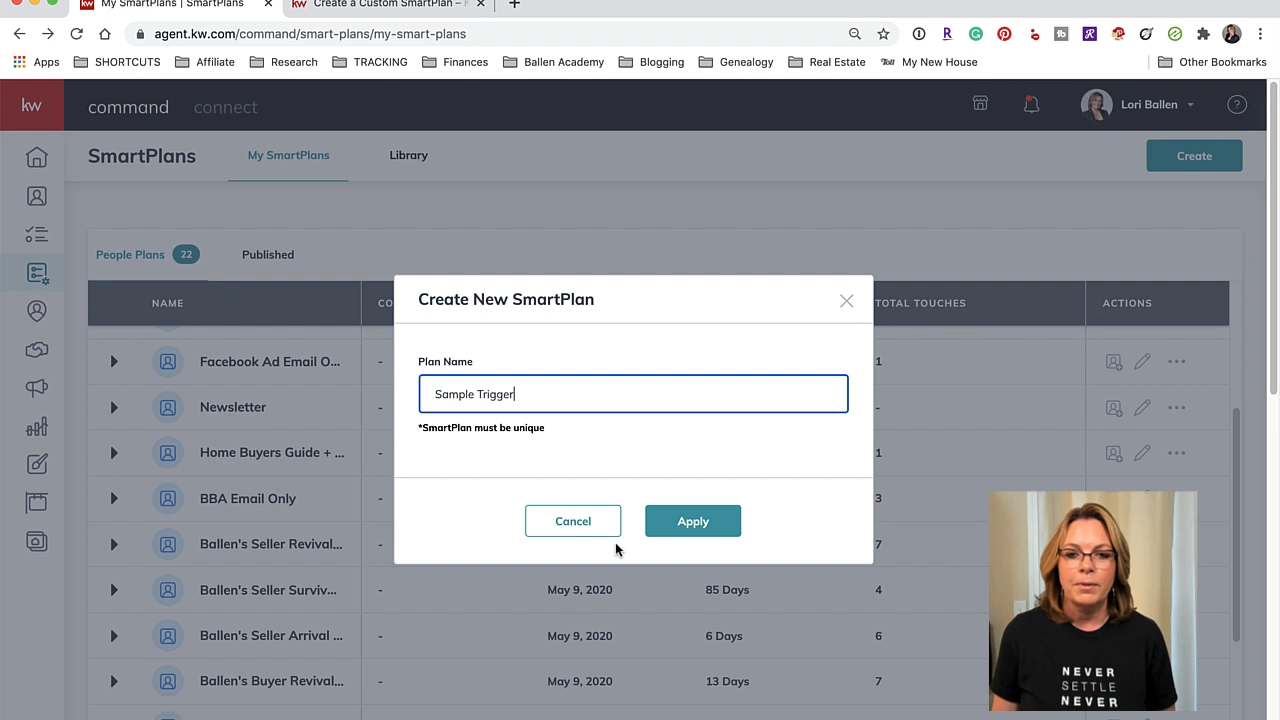 My SmartPlans | SmartPlans
Create a Custom SmartPlan –
agent.kw.com/command/smart-plans/my-smart-plans
Apps SHORTCUTS Affiliate Research TRACKING Finances Ballen Academy Blogging Genealogy Real Estate My New House Other Bookmarks
kw command connect Lori Ballen
SmartPlans My SmartPlans Library Create
People Plans 22 Published
NAME CO TOTAL TOUCHES ACTIONS
Create New SmartPlan
Plan Name
Sample Trigger
*SmartPlan must be unique
Cancel Apply
Facebook Ad Email O... - 1
Newsletter - -
Home Buyers Guide + ... - 1
BBA Email Only - 3
Ballen's Seller Revival... - 7
Ballen's Seller Surviv... - May 9, 2020 85 Days 4
Ballen's Seller Arrival ... - May 9, 2020 6 Days 6
Ballen's Buyer Revival... - May 9, 2020 13 Days 7
NEVER
SETTLE
NEVER